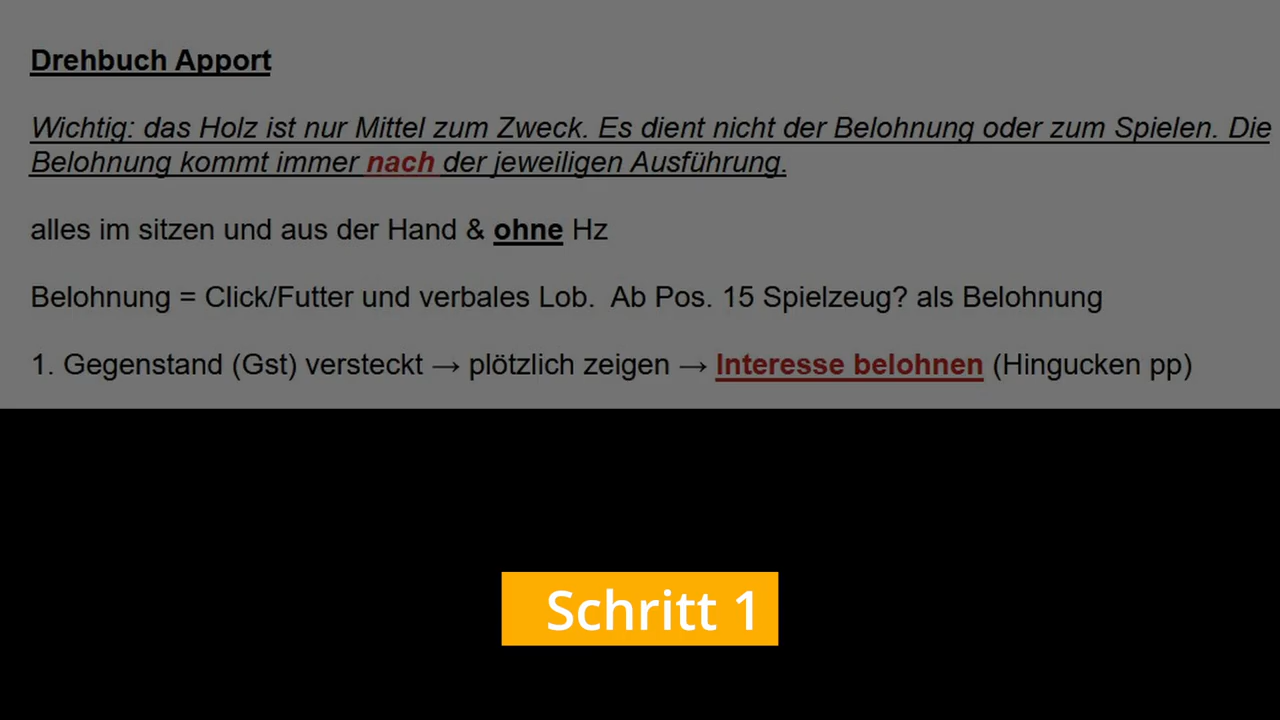 Drehbuch Apport
Wichtig: das Holz ist nur Mittel zum Zweck. Es dient nicht der Belohnung oder zum Spielen. Die
Belohnung kommt immer nach der jeweiligen Ausführung.
alles im sitzen und aus der Hand & ohne Hz
Belohnung = Click/Futter und verbales Lob.  Ab Pos. 15 Spielzeug? als Belohnung
1. Gegenstand (Gst) versteckt → plötzlich zeigen → Interesse belohnen (Hingucken pp)
Schritt 1